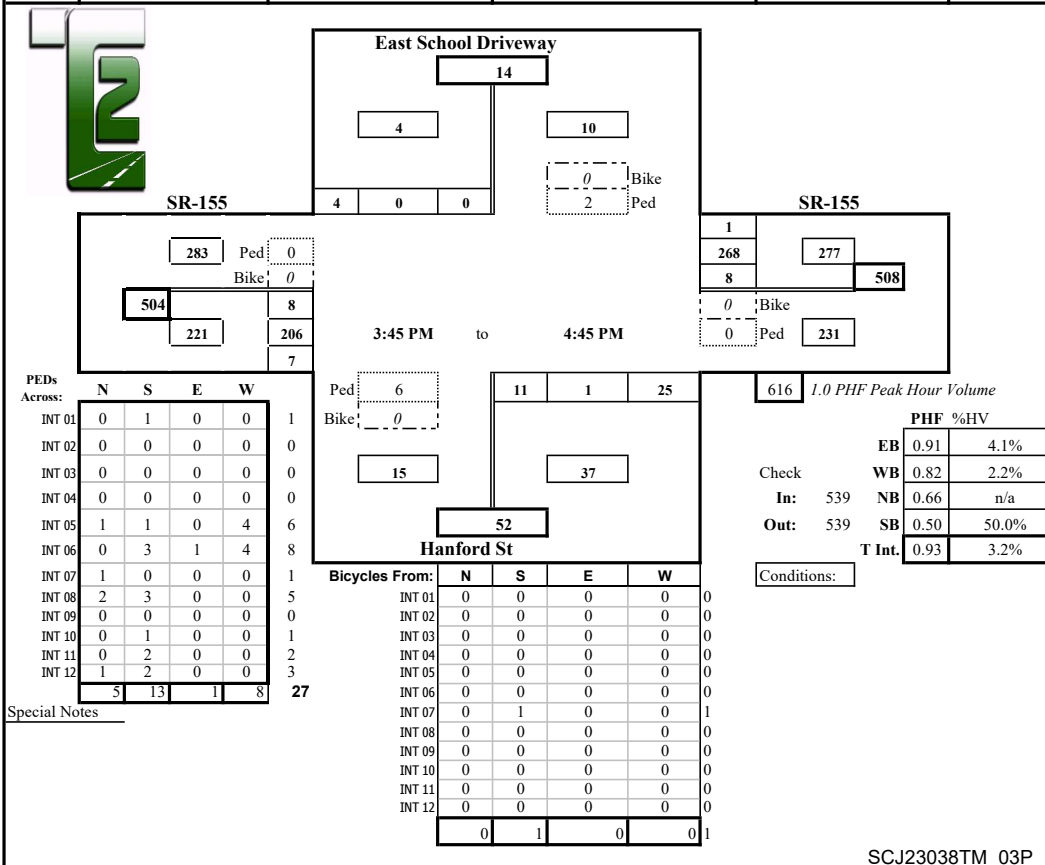 East School Driveway
14
4 10
0 Bike
SR-155 4 0 0 2 Ped SR-155
1
283 Ped 0 268 277
Bike 0 8 508
504 8 0 Bike
221 206 3:45 PM to 4:45 PM 0 Ped 231
7
PEDs Across: N S E W Ped 6 11 1 25 616 1.0 PHF Peak Hour Volume
INT 01 0 1 0 0 1 Bike 0 PHF %HV
INT 02 0 0 0 0 0 EB 0.91 4.1%
INT 03 0 0 0 0 0 15 37 Check WB 0.82 2.2%
INT 04 0 0 0 0 0 In: 539 NB 0.66 n/a
INT 05 1 1 0 4 6 52 Out: 539 SB 0.50 50.0%
INT 06 0 3 1 4 8 Hanford St T Int. 0.93 3.2%
INT 07 1 0 0 0 1 Bicycles From: N S E W Conditions:
INT 08 2 3 0 0 5 INT 01 0 0 0 0 0
INT 09 0 0 0 0 0 INT 02 0 0 0 0 0
INT 10 0 1 0 0 1 INT 03 0 0 0 0 0
INT 11 0 2 0 0 2 INT 04 0 0 0 0 0
INT 12 1 2 0 0 3 INT 05 0 0 0 0 0
5 13 1 8 27 INT 06 0 0 0 0 0
Special Notes INT 07 0 1 0 0 1
INT 08 0 0 0 0 0
INT 09 0 0 0 0 0
INT 10 0 0 0 0 0
INT 11 0 0 0 0 0
INT 12 0 0 0 0 0
0 1 0 0 1
SCJ23038TM_03P